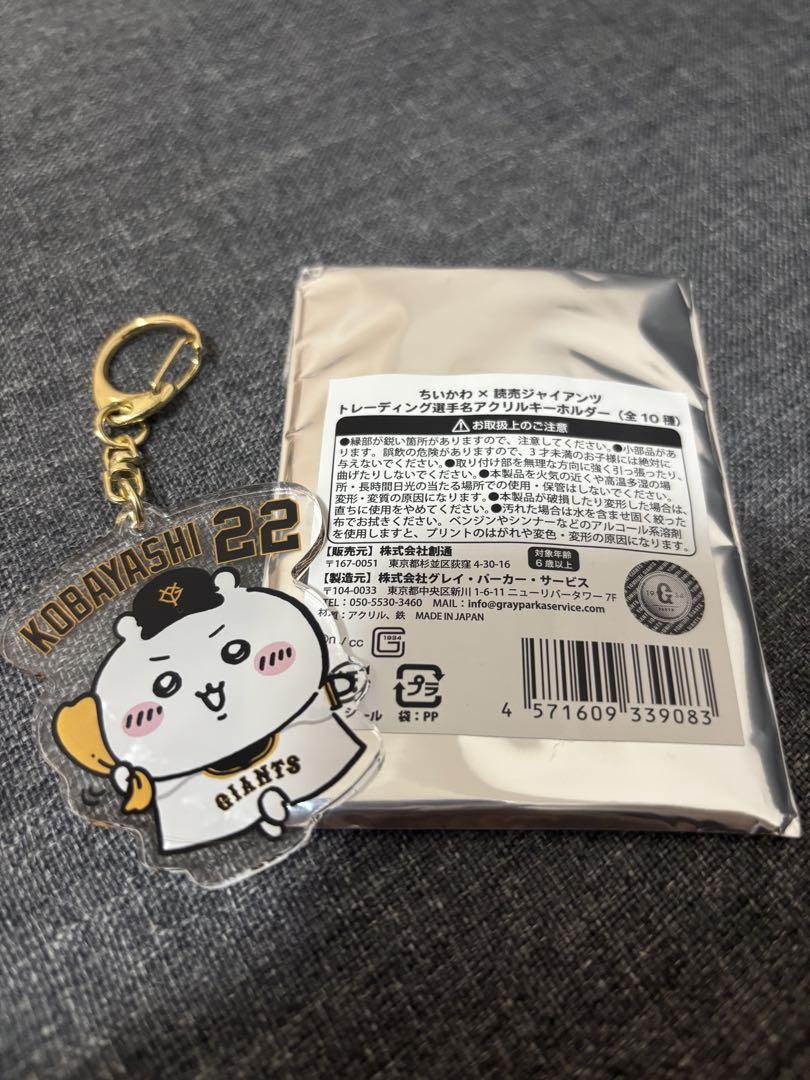 KOBAYASHI 22
GIANTS
ちいかわ × 読売ジャイアンツ
トレーディング選手名アクリルキーホルダー（全10種）
お取扱上のご注意
●縁部が鋭い箇所がありますので、注意してください。●小部品があ
ります。誤飲の危険がありますので、3才未満のお子様には絶対に
与えないでください。●取り付け部を無理な方向に強く引っ張ったり、
曲げたりしないでください。●本製品を火気の近くや高温多湿の場
所・長時間日光の当たる場所での使用・保管はしないでください。
変形・変質の原因になります。●本製品が破損したり変形した場合は、
直ちに使用をやめてください。●汚れた場合は水を含ませ固く絞った
布でお拭きください。ベンジンやシンナーなどのアルコール系溶剤
を使用しますと、プリントのはがれや変色・変形の原因になります。
【販売元】株式会社創通
〒167-0051 東京都杉並区荻窪 4-30-16
対象年齢
6歳以上
【製造元】株式会社グレイ・パーカー・サービス
〒104-0033 東京都中央区新川 1-6-11 ニューリバータワー 7F
TEL：050-5530-3460 MAIL：info@grayparkaservice.com
材質：アクリル、鉄 MADE IN JAPAN
1934
プラ
袋：PP
4 571609 339083